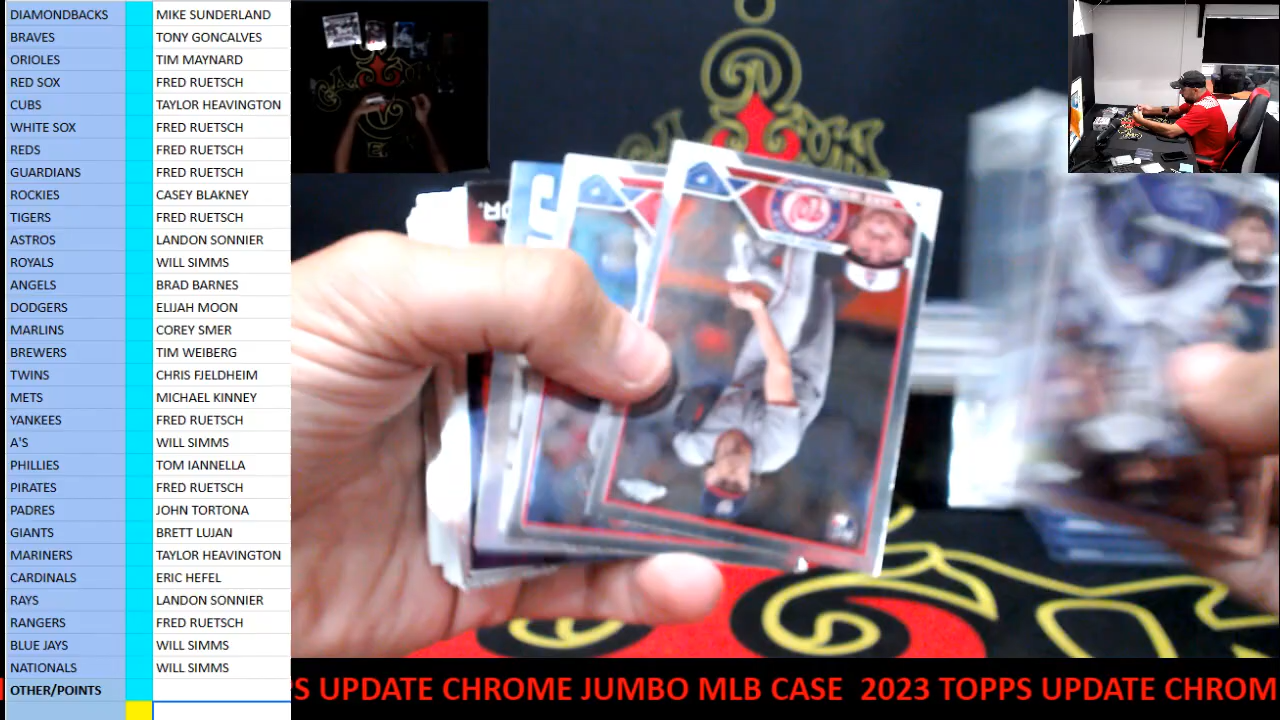 DIAMONDBACKS MIKE SUNDERLAND
BRAVES TONY GONCALVES
ORIOLES TIM MAYNARD
RED SOX FRED RUETSCH
CUBS TAYLOR HEAVINGTON
WHITE SOX FRED RUETSCH
REDS FRED RUETSCH
GUARDIANS FRED RUETSCH
ROCKIES CASEY BLAKNEY
TIGERS FRED RUETSCH
ASTROS LANDON SONNIER
ROYALS WILL SIMMS
ANGELS BRAD BARNES
DODGERS ELIJAH MOON
MARLINS COREY SMER
BREWERS TIM WEIBERG
TWINS CHRIS FJELDHEIM
METS MICHAEL KINNEY
YANKEES FRED RUETSCH
A'S WILL SIMMS
PHILLIES TOM IANNELLA
PIRATES FRED RUETSCH
PADRES JOHN TORTONA
GIANTS BRETT LUJAN
MARINERS TAYLOR HEAVINGTON
CARDINALS ERIC HEFEL
RAYS LANDON SONNIER
RANGERS FRED RUETSCH
BLUE JAYS WILL SIMMS
NATIONALS WILL SIMMS
OTHER/POINTS
S UPDATE CHROME JUMBO MLB CASE 2023 TOPPS UPDATE CHROM